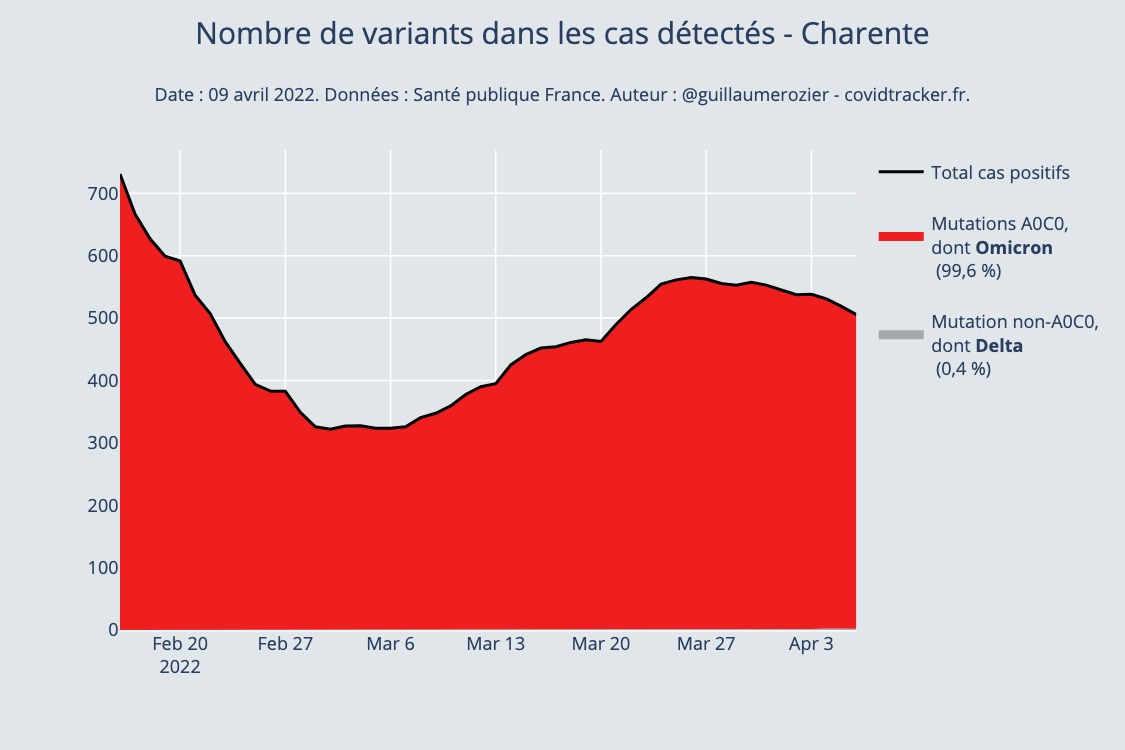 Nombre de variants dans les cas détectés - Charente
Date : 09 avril 2022. Données : Santé publique France. Auteur : @guillaumerozier - covidtracker.fr.
Total cas positifs
Mutations A0C0,
dont Omicron
(99,6 %)
Mutation non-A0C0,
dont Delta
(0,4 %)
700
600
500
400
300
200
100
0
Feb 20
2022
Feb 27
Mar 6
Mar 13
Mar 20
Mar 27
Apr 3